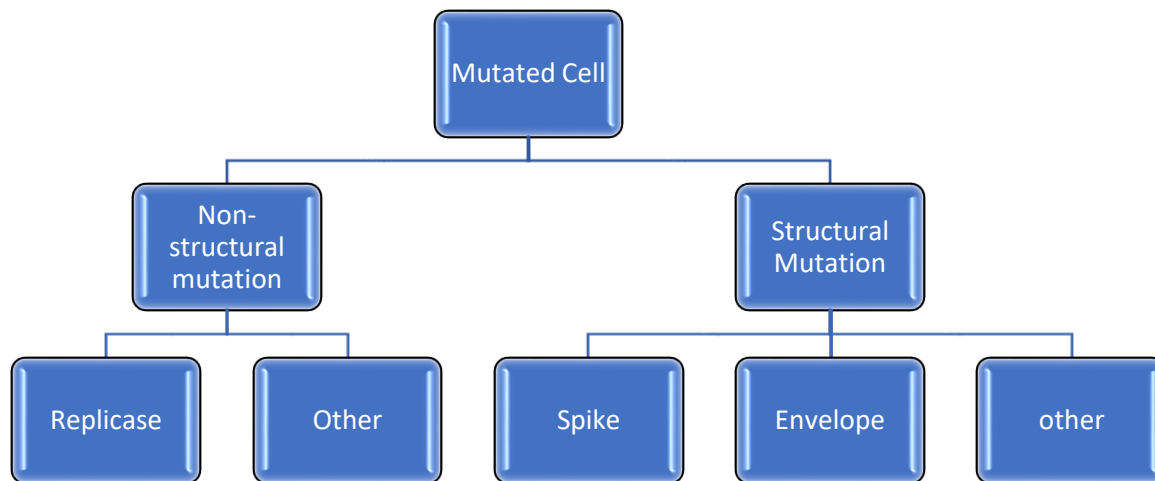 Mutated Cell
Non-
structural
mutation
Structural
Mutation
Replicase
Other
Spike
Envelope
other